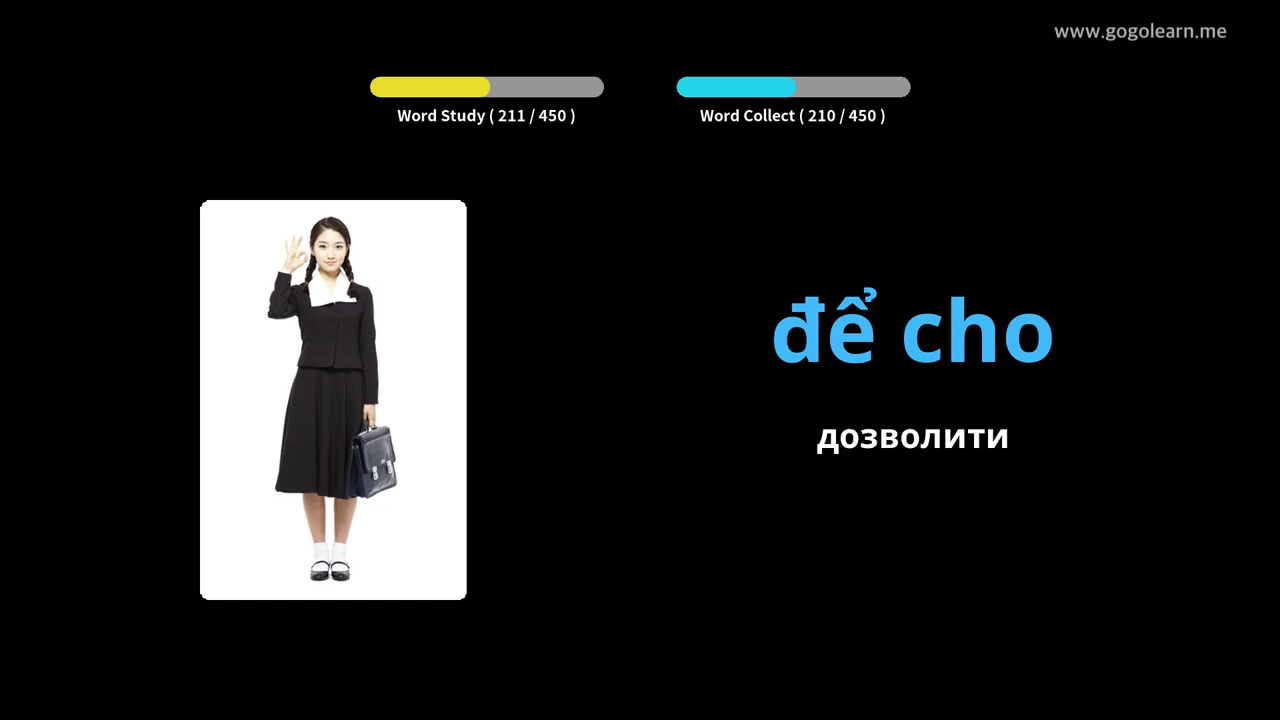 www.gogolearn.me
Word Study ( 211 / 450 )
Word Collect ( 210 / 450 )
để cho
дозволити